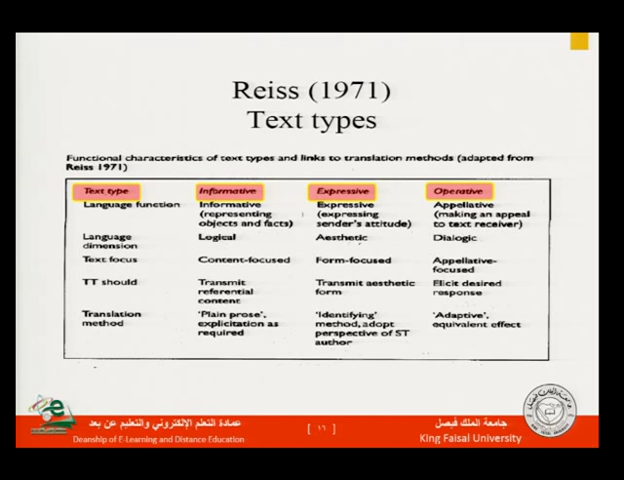 Reiss (1971)
Text types
Functional characteristics of text types and links to translation methods (adapted from
Reiss 1971)
Text type Informative Expressive Operative
Language function Informative (representing objects and facts) Expressive (expressing sender's attitude) Appellative (making an appeal to text receiver)
Language dimension Logical Aesthetic Dialogic
Text focus Content-focused Form-focused Appellative-focused
TT should Transmit referential content Transmit aesthetic form Elicit desired response
Translation method 'Plain prose', explicitation as required 'Identifying' method, adopt perspective of ST author 'Adaptive', equivalent effect
عمادة التعلم الإلكتروني والتعليم عن بعد
Deanship of E-Learning and Distance Education
[ ١٦ ]
جامعة الملك فيصل
King Faisal University